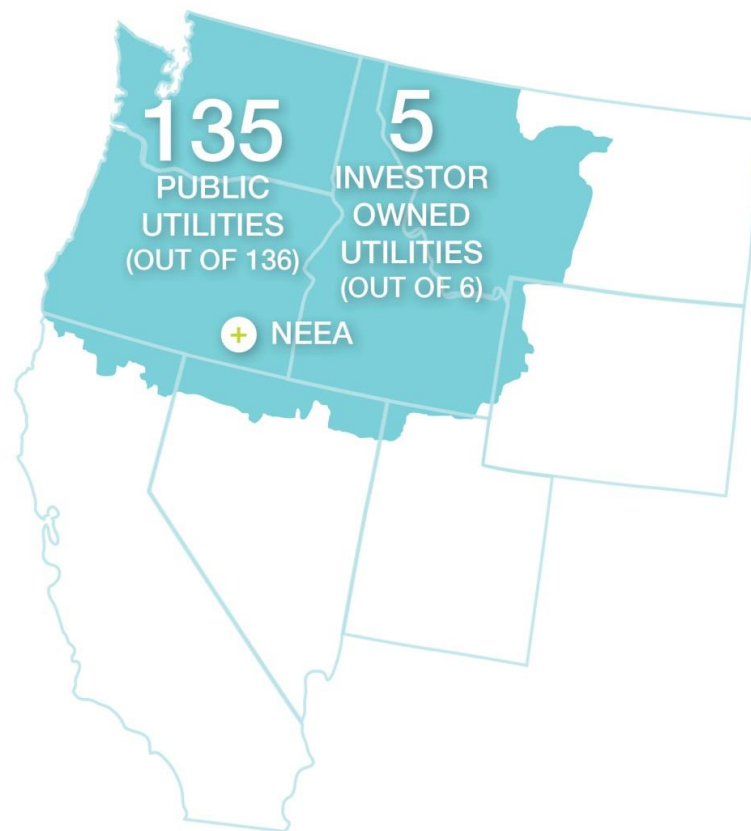 135
PUBLIC
UTILITIES
(OUT OF 136)
5
INVESTOR
OWNED
UTILITIES
(OUT OF 6)
+ NEEA